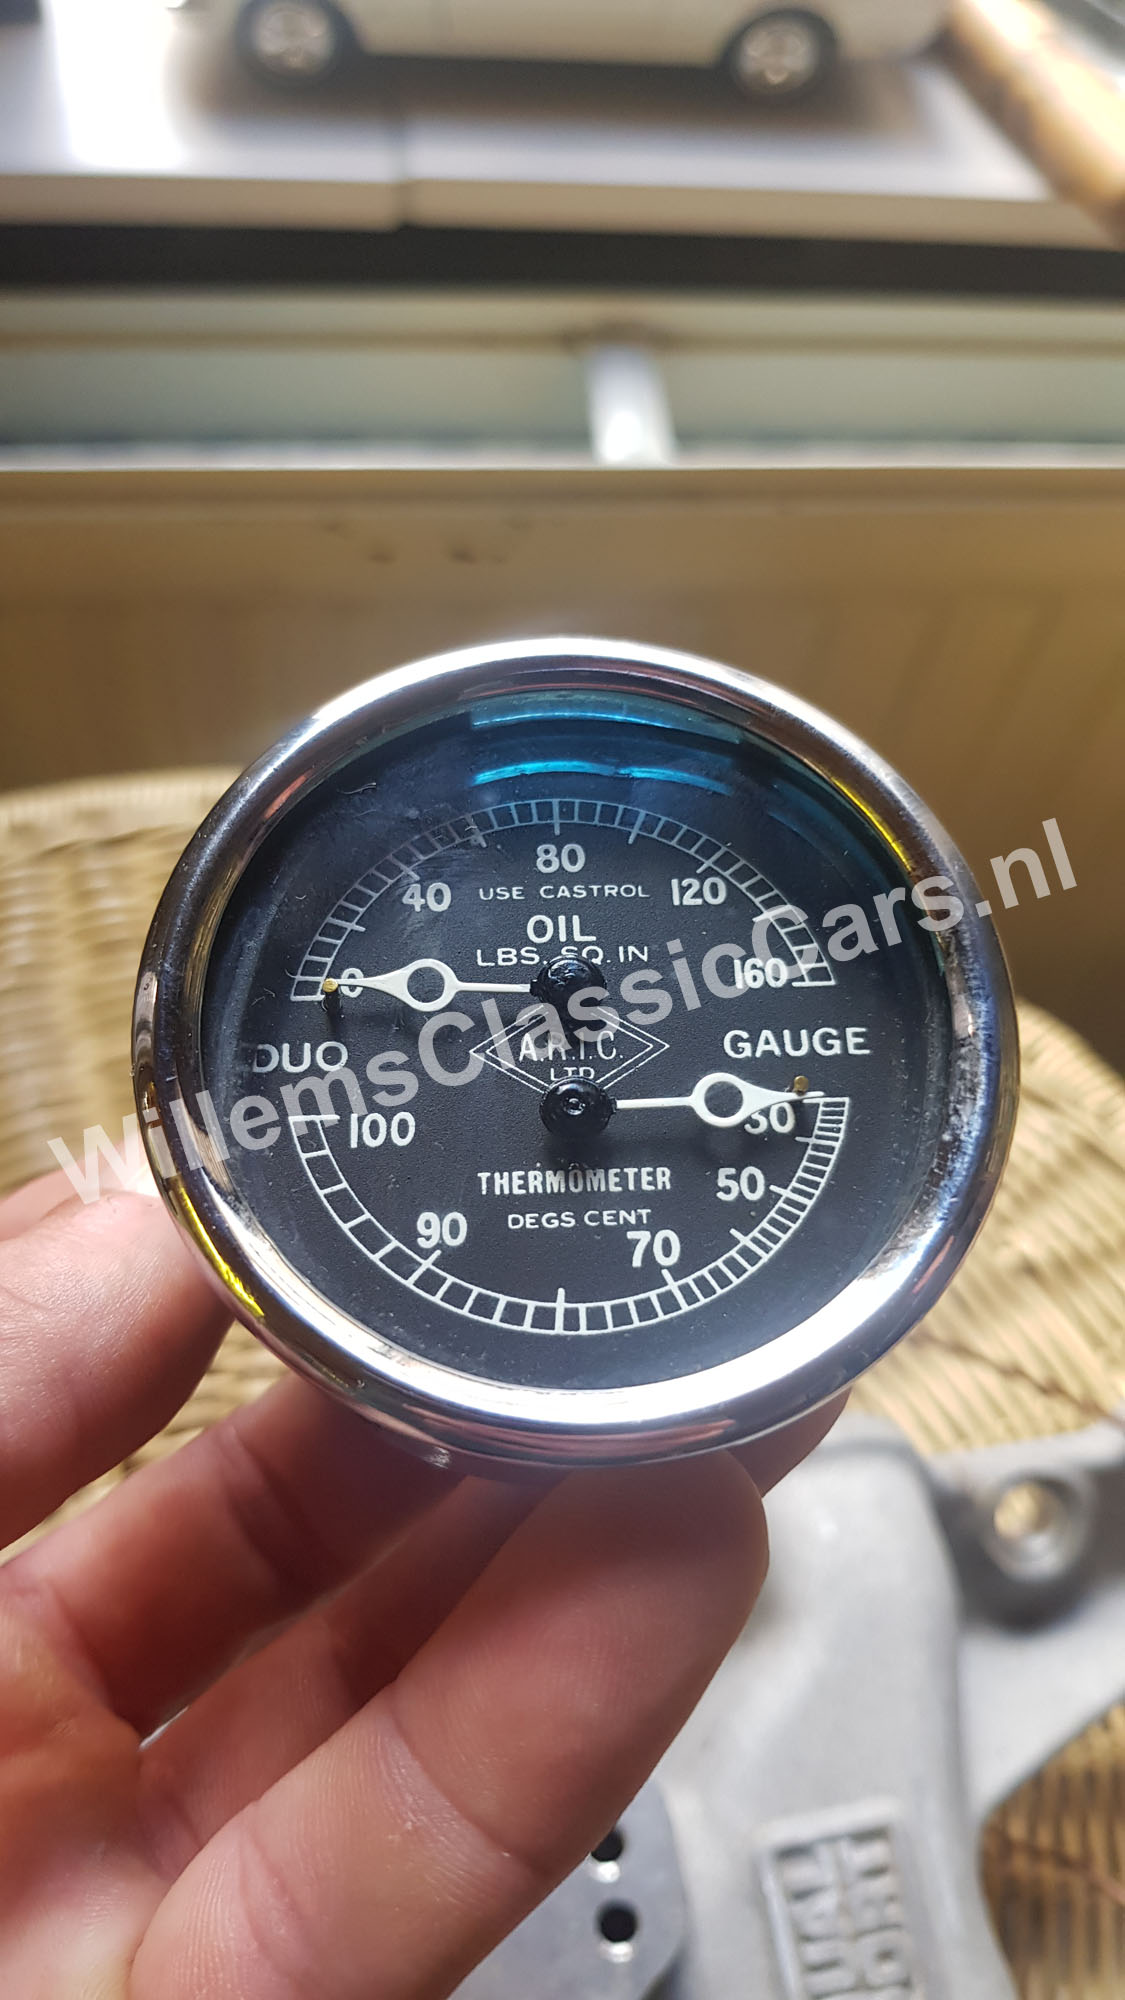 80
40
120
USE CASTROL
OIL
LBS. SQ. IN
0
160
DUO
A.R.I.C.
LTD
GAUGE
100
30
THERMOMETER
50
DEGS CENT
90
70
WillemsClassicCars.nl